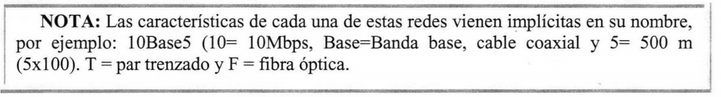 NOTA: Las características de cada una de estas redes vienen implícitas en su nombre,
por ejemplo: 10Base5 (10= 10Mbps, Base=Banda base, cable coaxial y 5= 500 m
(5x100). T = par trenzado y F = fibra óptica.